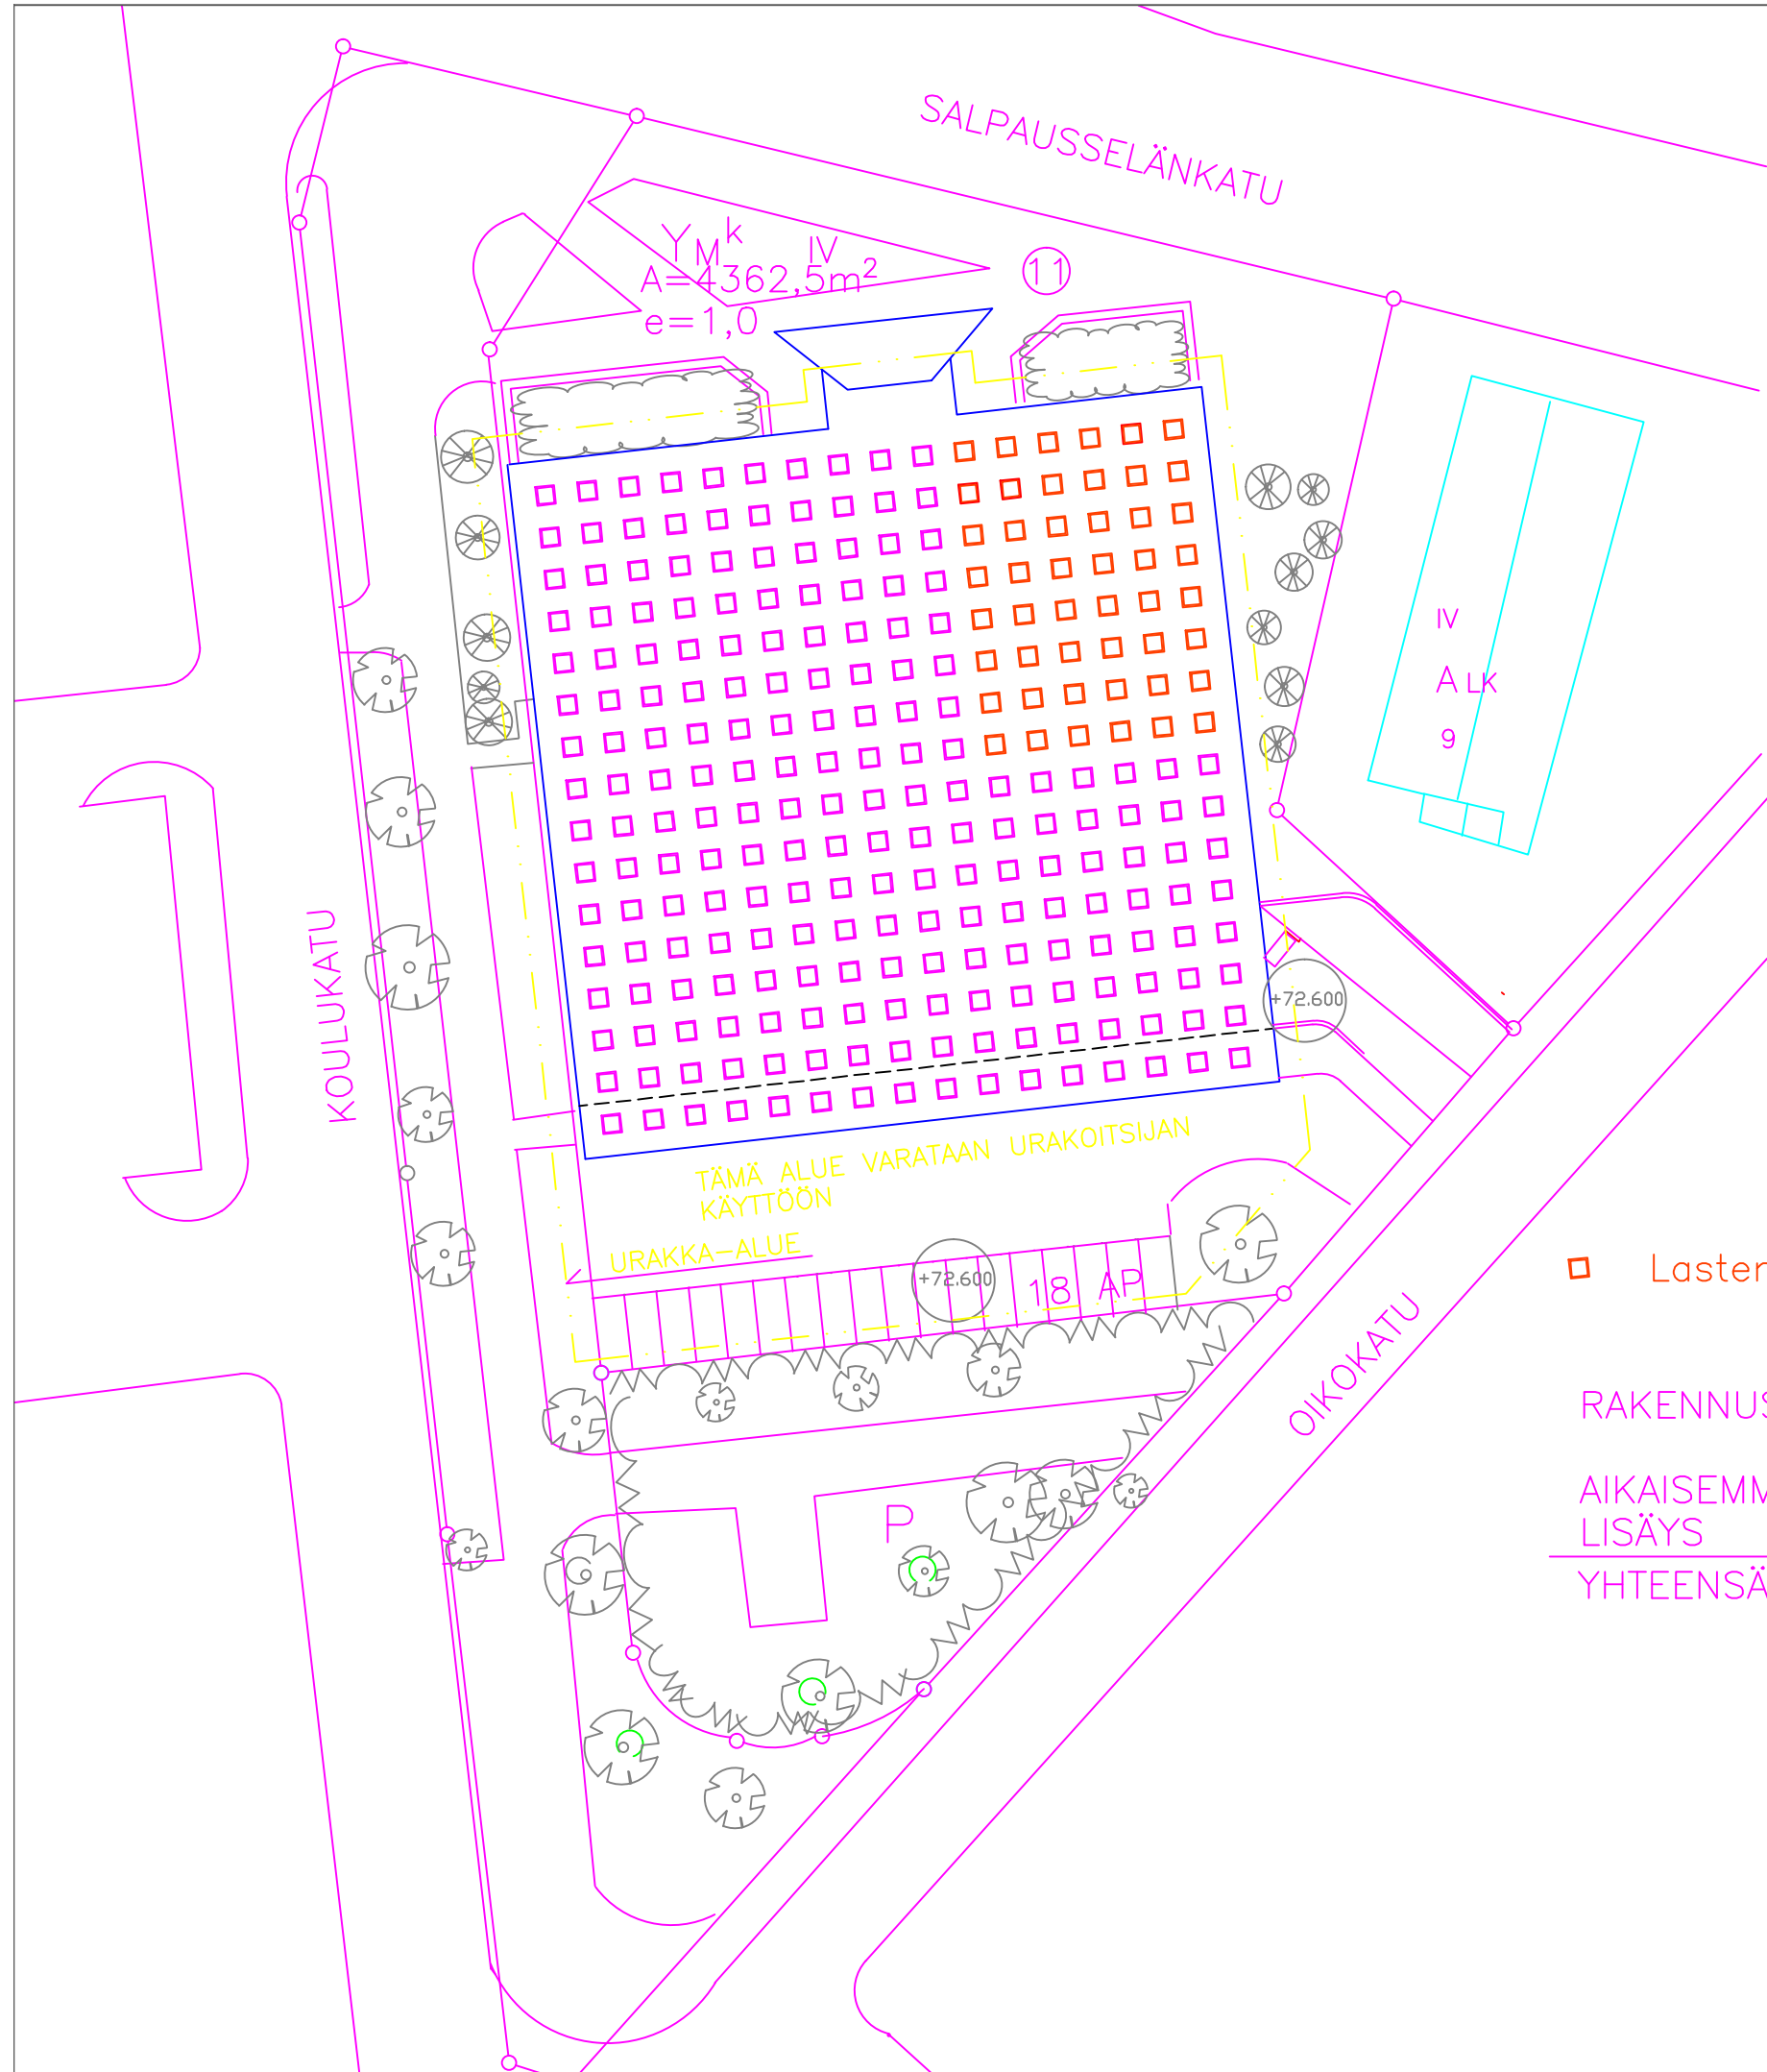 SALPAUSSELÄNKATU
YMk IV
A=4362,5m²
e=1,0
11
IV
A LK
9
KOULUKATU
+72.600
TÄMÄ ALUE VARATAAN URAKOITSIJAN
KÄYTTÖÖN
URAKKA-ALUE
+72.600
18 AP
OIKOKATU
P
Laster
RAKENNUS
AIKAISEMM
LISÄYS
YHTEENSÄ